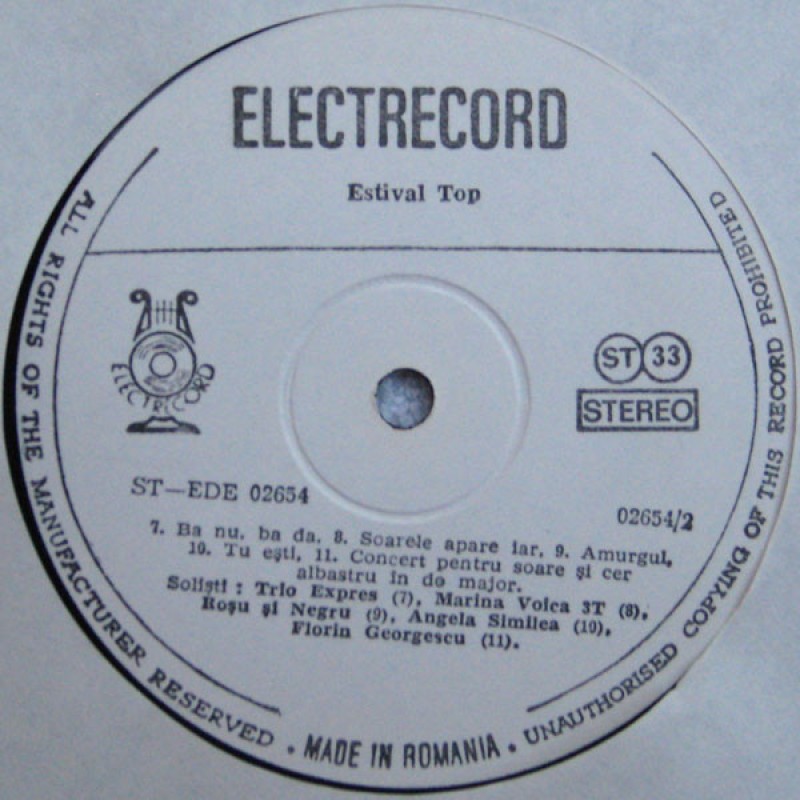 ELECTRECORD
Estival Top
ELECTRECORD
ST 33
STEREO
ST—EDE 02654
02654/2
7. Ba nu, ba da, 8. Soarele apare iar, 9. Amurgul,
10. Tu ești, 11. Concert pentru soare și cer
albastru în do major.
Soliști : Trio Expres (7), Marina Voica 3T (8),
Roșu și Negru (9), Angela Similea (10),
Florin Georgescu (11).
ALL RIGHTS OF THE MANUFACTURER RESERVED • MADE IN ROMANIA • UNAUTHORISED COPYING OF THIS RECORD PROHIBITED